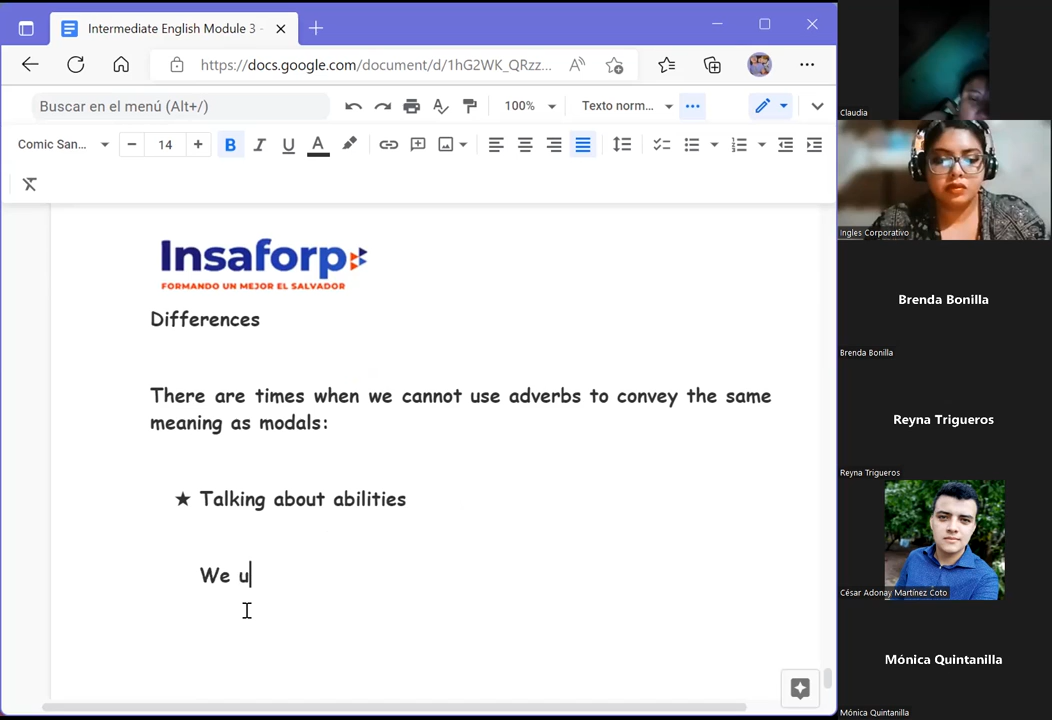 Intermediate English Module 3 -
https://docs.google.com/document/d/1hG2WK_QRzz...
Buscar en el menú (Alt+/)
100%
Texto norm...
Comic San...
14
B
I
U
A
Insaforp
FORMANDO UN MEJOR EL SALVADOR
Differences
There are times when we cannot use adverbs to convey the same
meaning as modals:
★ Talking about abilities
We u
Claudia
Ingles Corporativo
Brenda Bonilla
Brenda Bonilla
Reyna Trigueros
Reyna Trigueros
César Adonay Martínez Coto
Mónica Quintanilla
Mónica Quintanilla